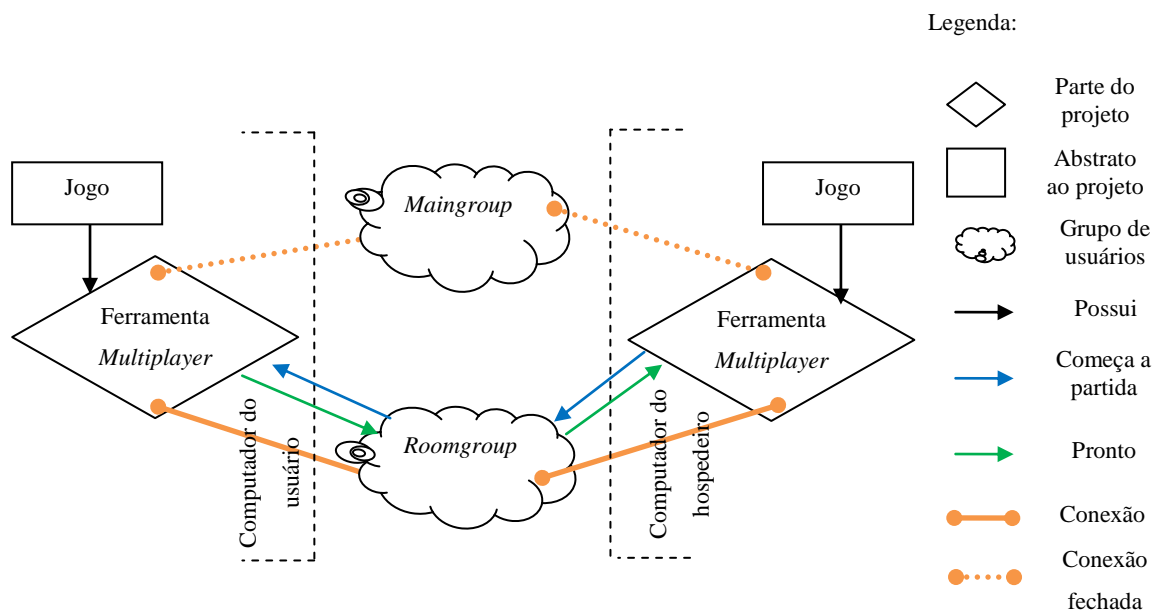 Legenda:
Parte do
projeto
Jogo
Maingroup
Jogo
Abstrato
ao projeto
Grupo de
usuários
Ferramenta
Multiplayer
Ferramenta
Multiplayer
Possui
Começa a
partida
Computador do
usuário
Roomgroup
Computador do
hospedeiro
Pronto
Conexão
Conexão
fechada